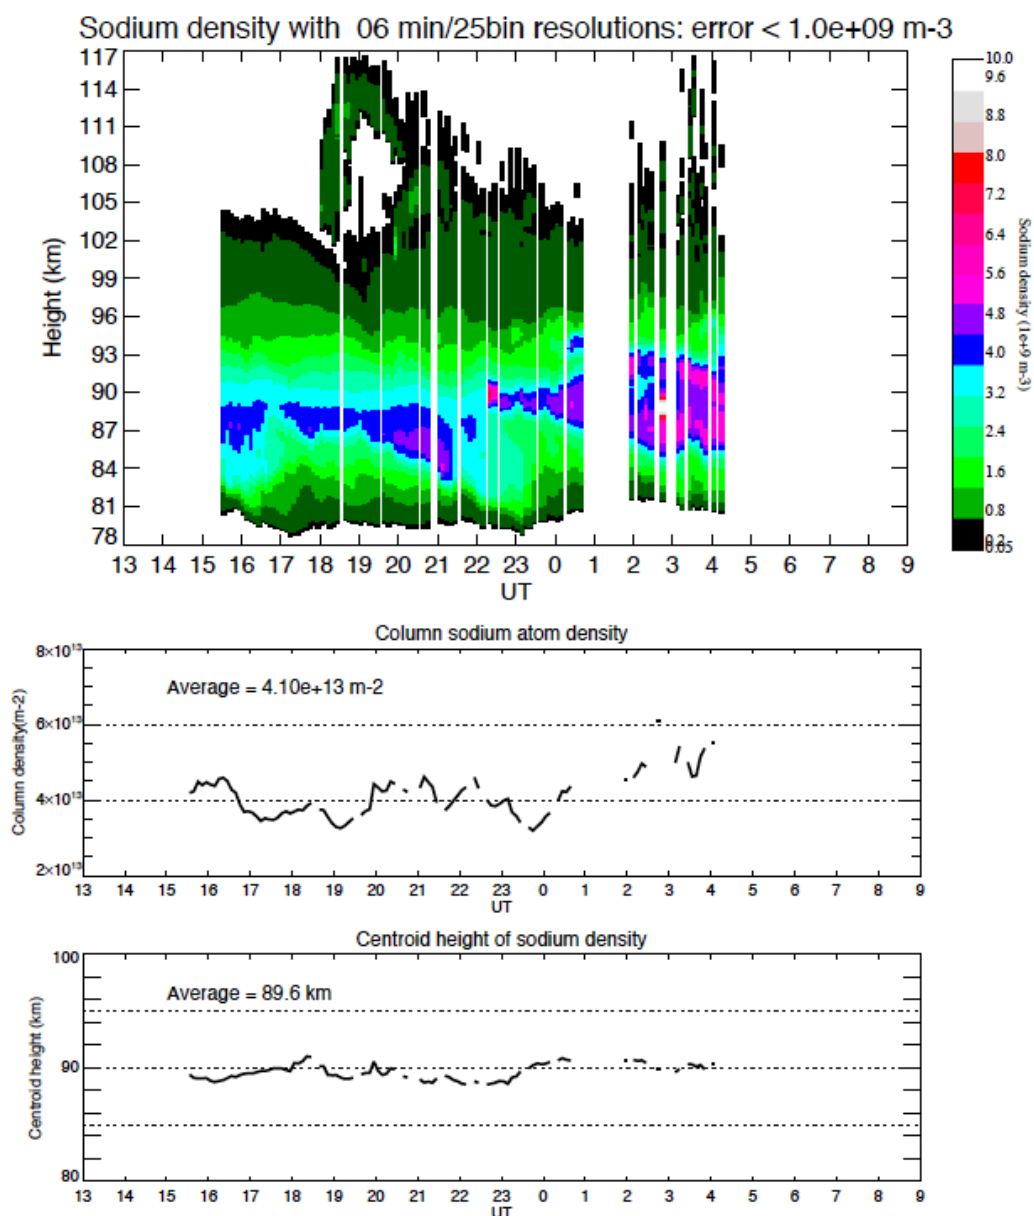 Sodium density with 06 min/25bin resolutions: error < 1.0e+09 m-3
117
114
111
108
105
102
99
96
93
90
87
84
81
78
Height (km)
13 14 15 16 17 18 19 20 21 22 23 0 1 2 3 4 5 6 7 8 9
UT
10.0
9.6
8.8
8.0
7.2
6.4
5.6
4.8
4.0
3.2
2.4
1.6
0.8
0.2
0.05
Sodium density (1e+9 m-3)
Column sodium atom density
8×10¹³
6×10¹³
4×10¹³
2×10¹³
Column density(m-2)
Average = 4.10e+13 m-2
13 14 15 16 17 18 19 20 21 22 23 0 1 2 3 4 5 6 7 8 9
UT
Centroid height of sodium density
100
90
80
Centroid height (km)
Average = 89.6 km
13 14 15 16 17 18 19 20 21 22 23 0 1 2 3 4 5 6 7 8 9
UT